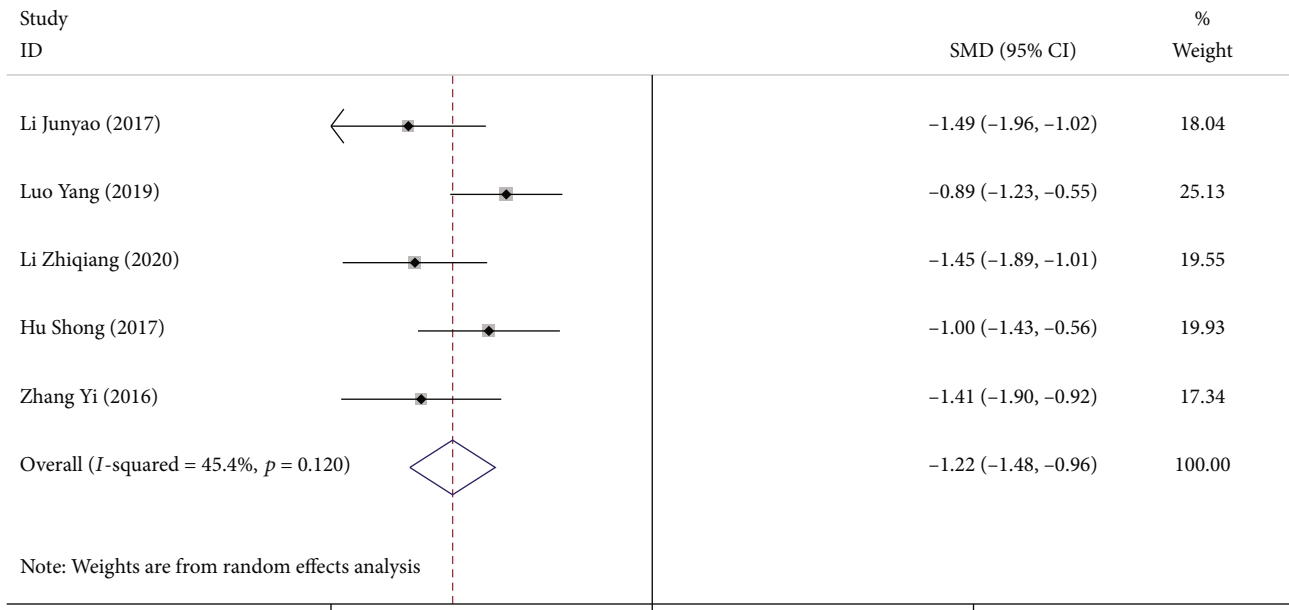 Study %
ID SMD (95% CI) Weight
Li Junyao (2017) –1.49 (–1.96, –1.02) 18.04
Luo Yang (2019) –0.89 (–1.23, –0.55) 25.13
Li Zhiqiang (2020) –1.45 (–1.89, –1.01) 19.55
Hu Shong (2017) –1.00 (–1.43, –0.56) 19.93
Zhang Yi (2016) –1.41 (–1.90, –0.92) 17.34
Overall (I-squared = 45.4%, p = 0.120) –1.22 (–1.48, –0.96) 100.00
Note: Weights are from random effects analysis